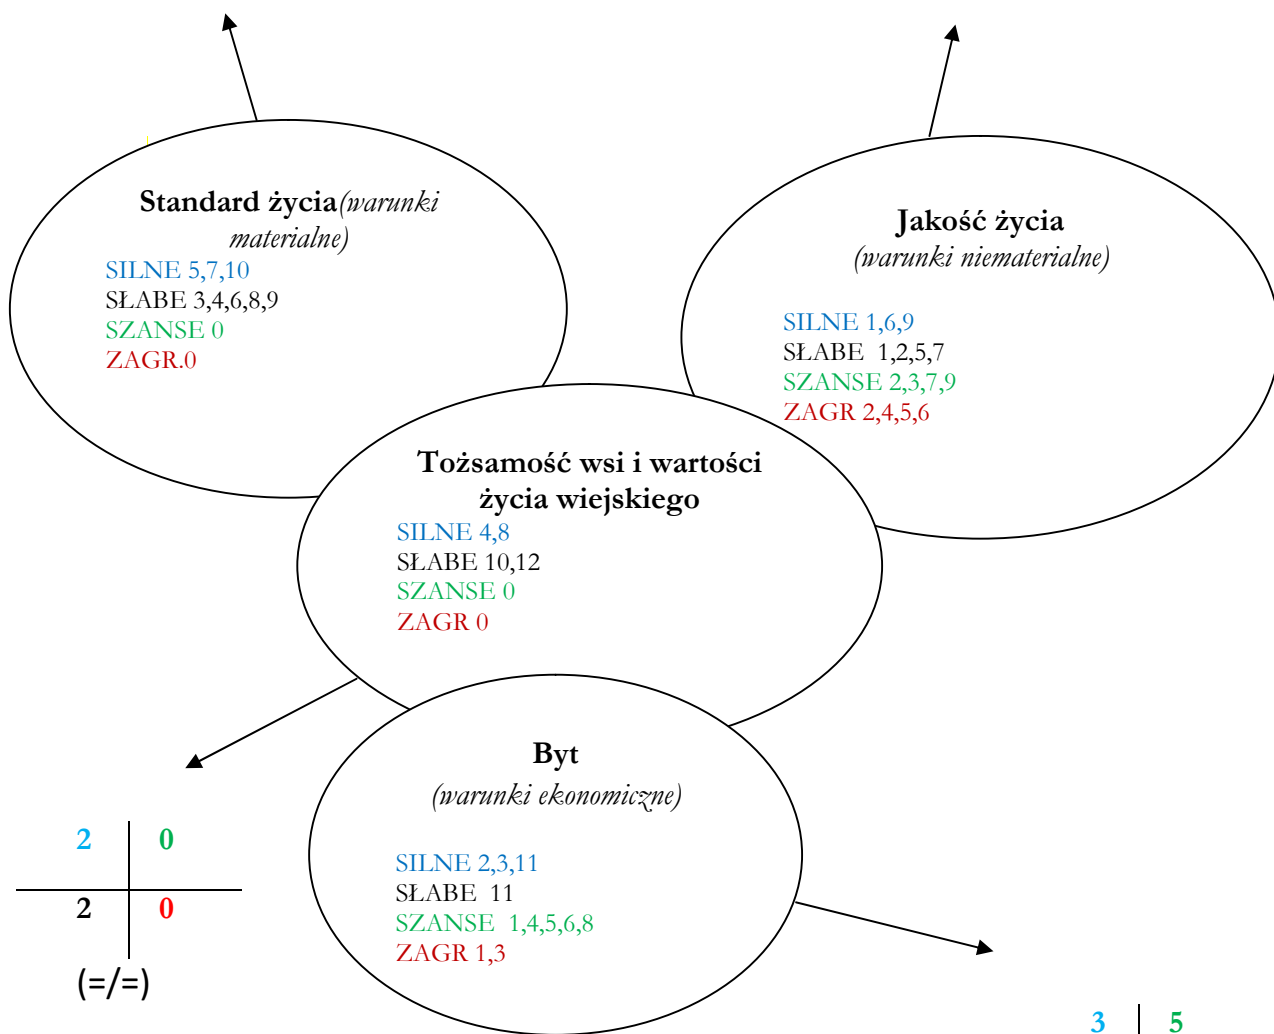 Standard życia(warunki
materialne)
SILNE 5,7,10
SŁABE 3,4,6,8,9
SZANSE 0
ZAGR.0
Jakość życia
(warunki niematerialne)
SILNE 1,6,9
SŁABE 1,2,5,7
SZANSE 2,3,7,9
ZAGR 2,4,5,6
Tożsamość wsi i wartości
życia wiejskiego
SILNE 4,8
SŁABE 10,12
SZANSE 0
ZAGR 0
Byt
(warunki ekonomiczne)
SILNE 2,3,11
SŁABE 11
SZANSE 1,4,5,6,8
ZAGR 1,3
2 0
2 0
(=/=)
3 5